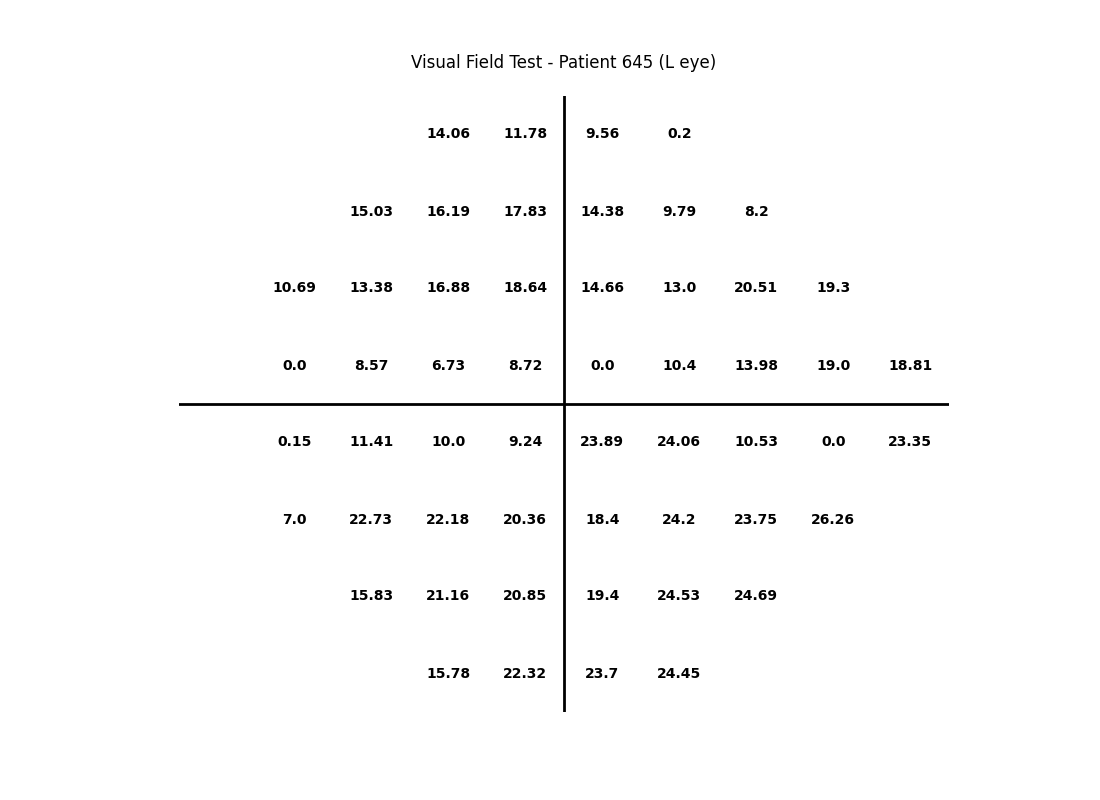 Visual Field Test - Patient 645 (L eye)
14.06 11.78 9.56 0.2
15.03 16.19 17.83 14.38 9.79 8.2
10.69 13.38 16.88 18.64 14.66 13.0 20.51 19.3
0.0 8.57 6.73 8.72 0.0 10.4 13.98 19.0 18.81
0.15 11.41 10.0 9.24 23.89 24.06 10.53 0.0 23.35
7.0 22.73 22.18 20.36 18.4 24.2 23.75 26.26
15.83 21.16 20.85 19.4 24.53 24.69
15.78 22.32 23.7 24.45